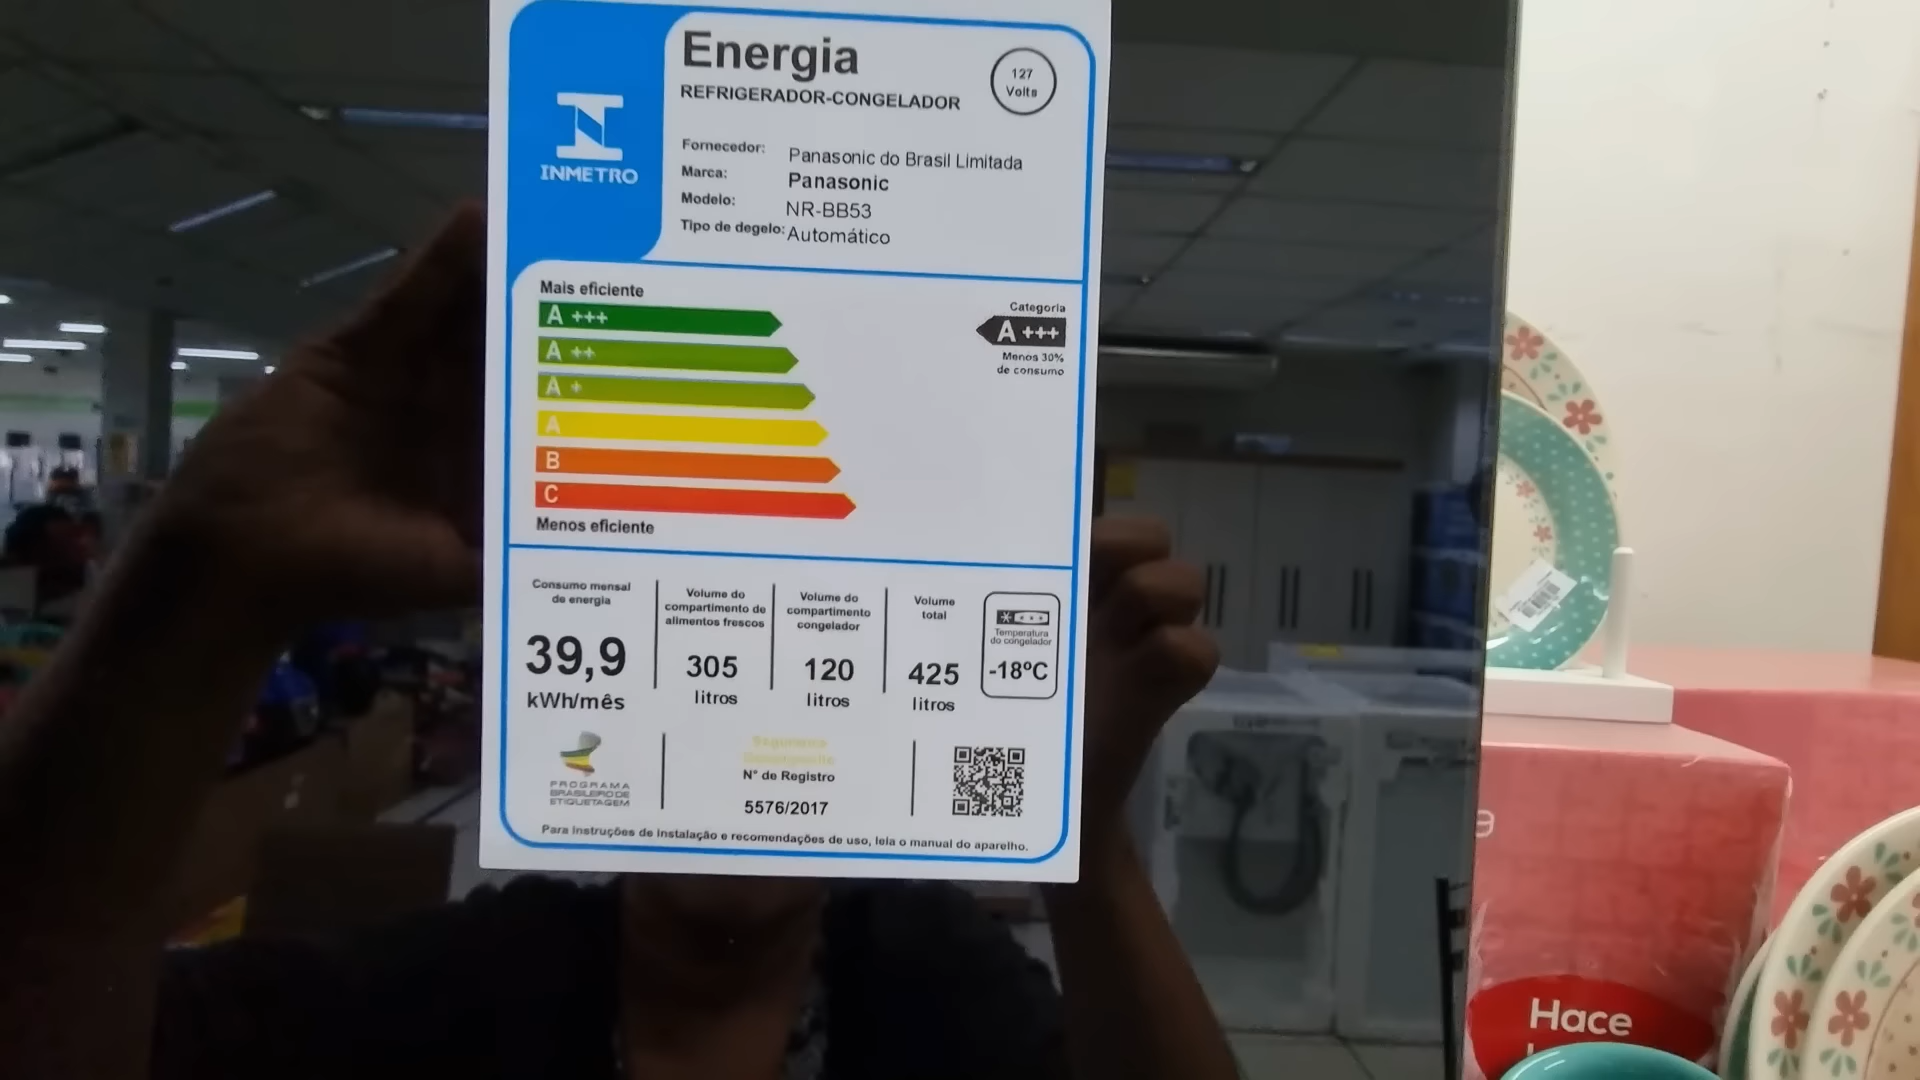 Energia
REFRIGERADOR-CONGELADOR
127
Volts
INMETRO
Fornecedor: Panasonic do Brasil Limitada
Marca: Panasonic
Modelo: NR-BB53
Tipo de degelo: Automático
Mais eficiente
A +++
A ++
A +
A
B
C
Menos eficiente
Categoria
A +++
Menos 30%
de consumo
Consumo mensal
de energia
39,9
kWh/mês
Volume do
compartimento de
alimentos frescos
305
litros
Volume do
compartimento
congelador
120
litros
Volume
total
425
litros
Temperatura
do congelador
-18ºC
PROGRAMA
BRASILEIRO DE
ETIQUETAGEM
Segurança
N° de Registro
5576/2017
Para instruções de instalação e recomendações de uso, leia o manual do aparelho.
Hace